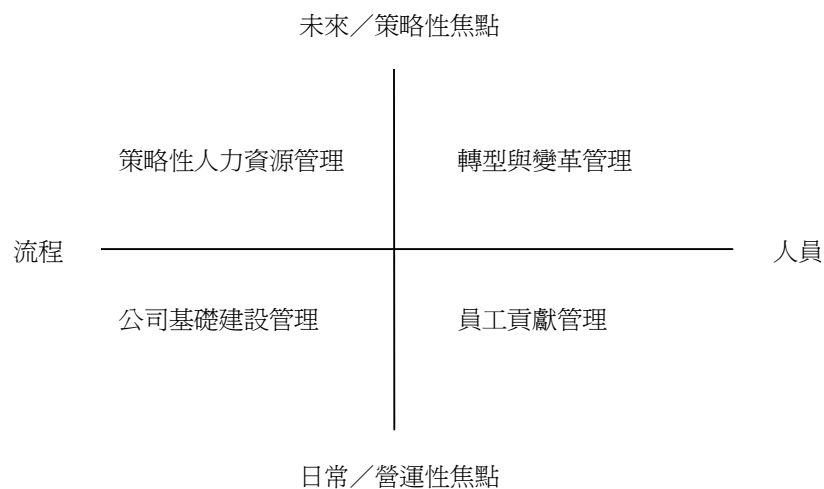 未來／策略性焦點
策略性人力資源管理
轉型與變革管理
流程
人員
公司基礎建設管理
員工貢獻管理
日常／營運性焦點